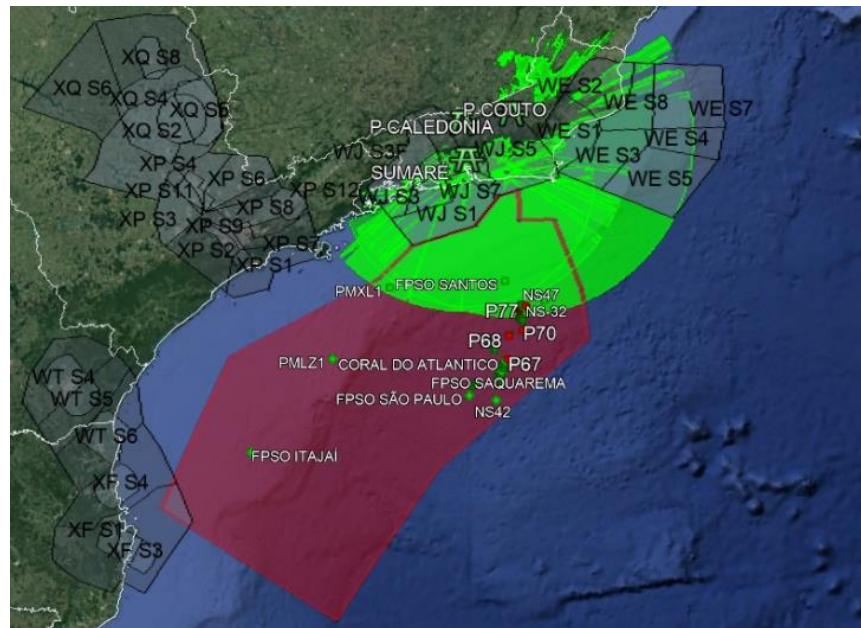 XQ S8
XQ S6
XQ S4
XQ S2
XP S4
XP S6
XP S11
XP S12
XP S3
XP S9
XP S8
XP S2
XP S7
XP S1
P-COUTO
P-CALEDÔNIA
SUMARE
WJ S5
WJ S3
WJ S7
WJ S1
WE S2
WE S8
WE S7
WE S1
WE S4
WE S3
WE S5
PMXL1
FPSO SANTOS
NS47
P77
NS-32
P70
P68
PMLZ1
CORAL DO ATLANTICO
P67
FPSO SAQUAREMA
FPSO SÃO PAULO
NS42
FPSO ITAJAÍ
WT S4
WT S5
WT S6
XF S4
XF S1
XF S3